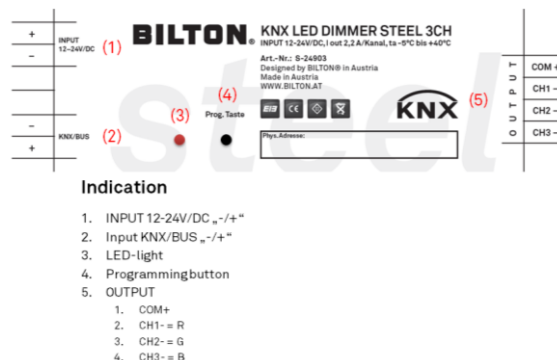 +
-
INPUT
12-24V/DC
(1)
-
+
KNX/BUS
(2)
BILTON®
KNX LED DIMMER STEEL 3CH
INPUT 12-24V/DC, I out 2,2 A/Kanal, ta -5°C bis +40°C
Art.-Nr.: S-24903
Designed by BILTON® in Austria
Made in Austria
WWW.BILTON.AT
(3)
(4)
Prog. Taste
EIB CE
KNX
(5)
Phys. Adresse:
steel
OUTPUT
COM +
CH1 -
CH2 -
CH3 -
Indication
1. INPUT 12-24V/DC „-/+“
2. Input KNX/BUS „-/+“
3. LED-light
4. Programming button
5. OUTPUT
1. COM+
2. CH1- = R
3. CH2- = G
4. CH3- = B